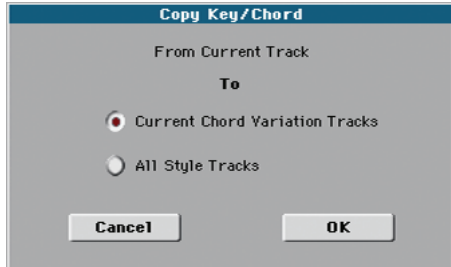 Copy Key/Chord
From Current Track
To
Current Chord Variation Tracks
All Style Tracks
Cancel OK